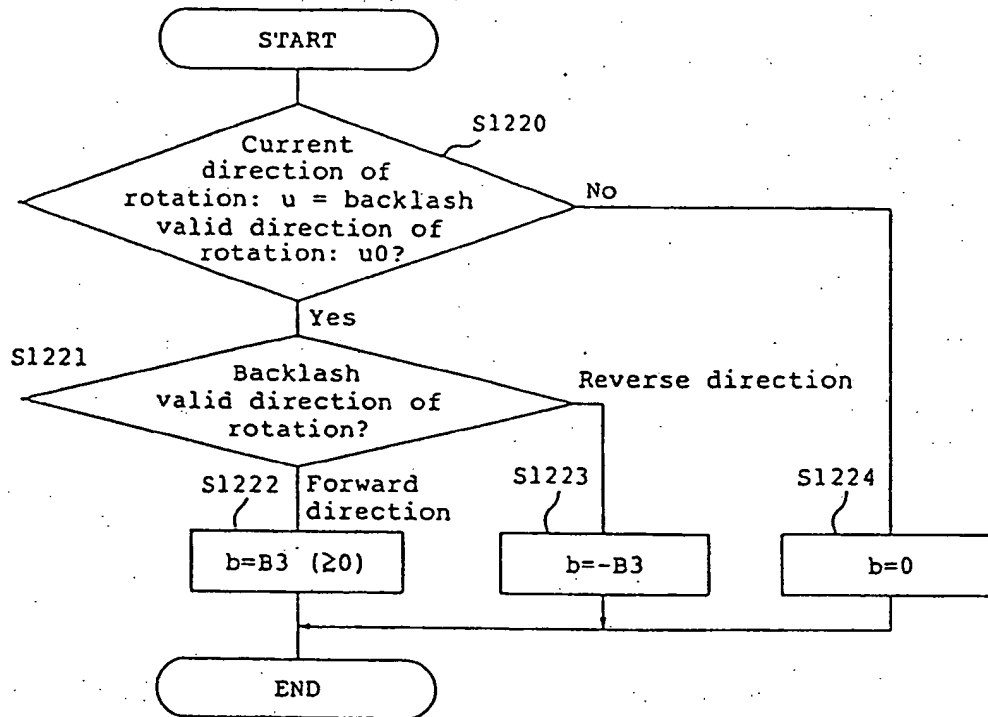 START
S1220
Current
direction of
rotation: u = backlash
valid direction of
rotation: u0?
No
Yes
S1221
Backlash
valid direction of
rotation?
Reverse direction
S1222
Forward
direction
S1223
S1224
b=B3 (≥0)
b=-B3
b=0
END